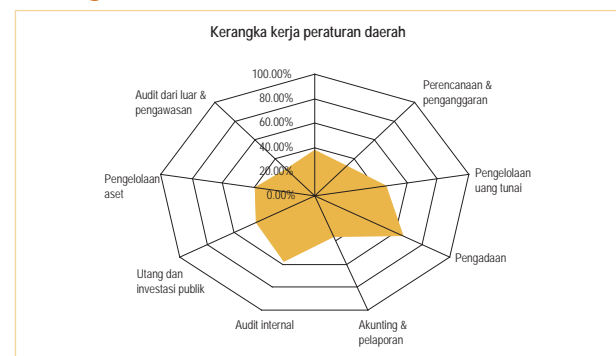 Kerangka kerja peraturan daerah
100.00%
80.00%
60.00%
40.00%
20.00%
0.00%
Perencanaan &
penganggaran
Pengelolaan
uang tunai
Pengadaan
Akunting &
pelaporan
Audit internal
Utang dan
investasi publik
Pengelolaan
aset
Audit dari luar &
pengawasan